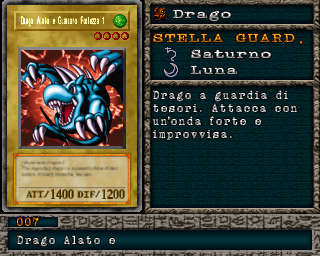 Drago Alato e Guardiano Fortezza 1
ATT/1400 DIF/1200
Drago
STELLA GUARD.
Saturno
Luna
Drago a guardia di
tesori. Attacca con
un'onda forte e
improvvisa.
007
Drago Alato e